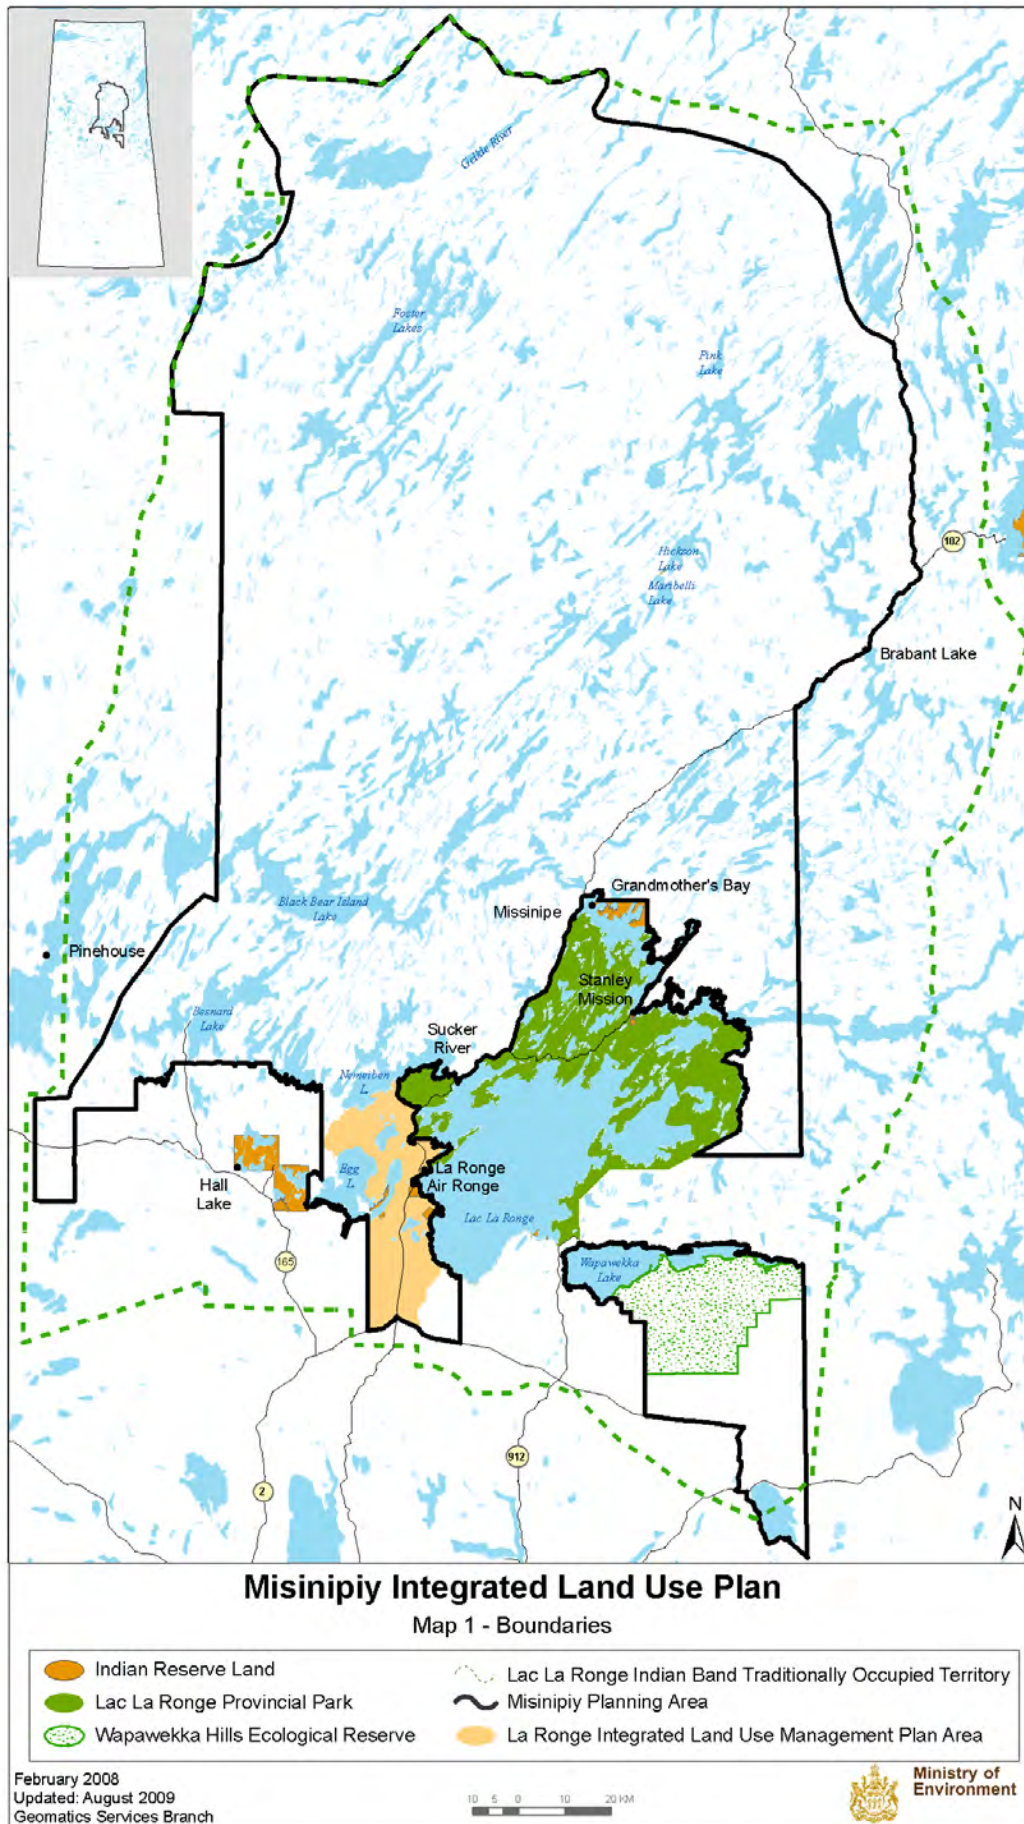 Geikie River
Foster
Lakes
Pink
Lake
102
Hickson
Lake
Maribelli
Lake
Brabant Lake
Grandmother's Bay
Missinipe
Black Bear Island
Lake
Pinehouse
Stanley
Mission
Besnard
Lake
Sucker
River
Nemeiben
L.
Egg
L.
La Ronge
Air Ronge
Hall
Lake
Lac La Ronge
165
Wapawekka
Lake
912
2
N
Misinipiy Integrated Land Use Plan
Map 1 - Boundaries
Indian Reserve Land
Lac La Ronge Indian Band Traditionally Occupied Territory
Lac La Ronge Provincial Park
Misinipiy Planning Area
Wapawekka Hills Ecological Reserve
La Ronge Integrated Land Use Management Plan Area
February 2008
Updated: August 2009
Geomatics Services Branch
10 5 0 10 20 KM
Ministry of
Environment